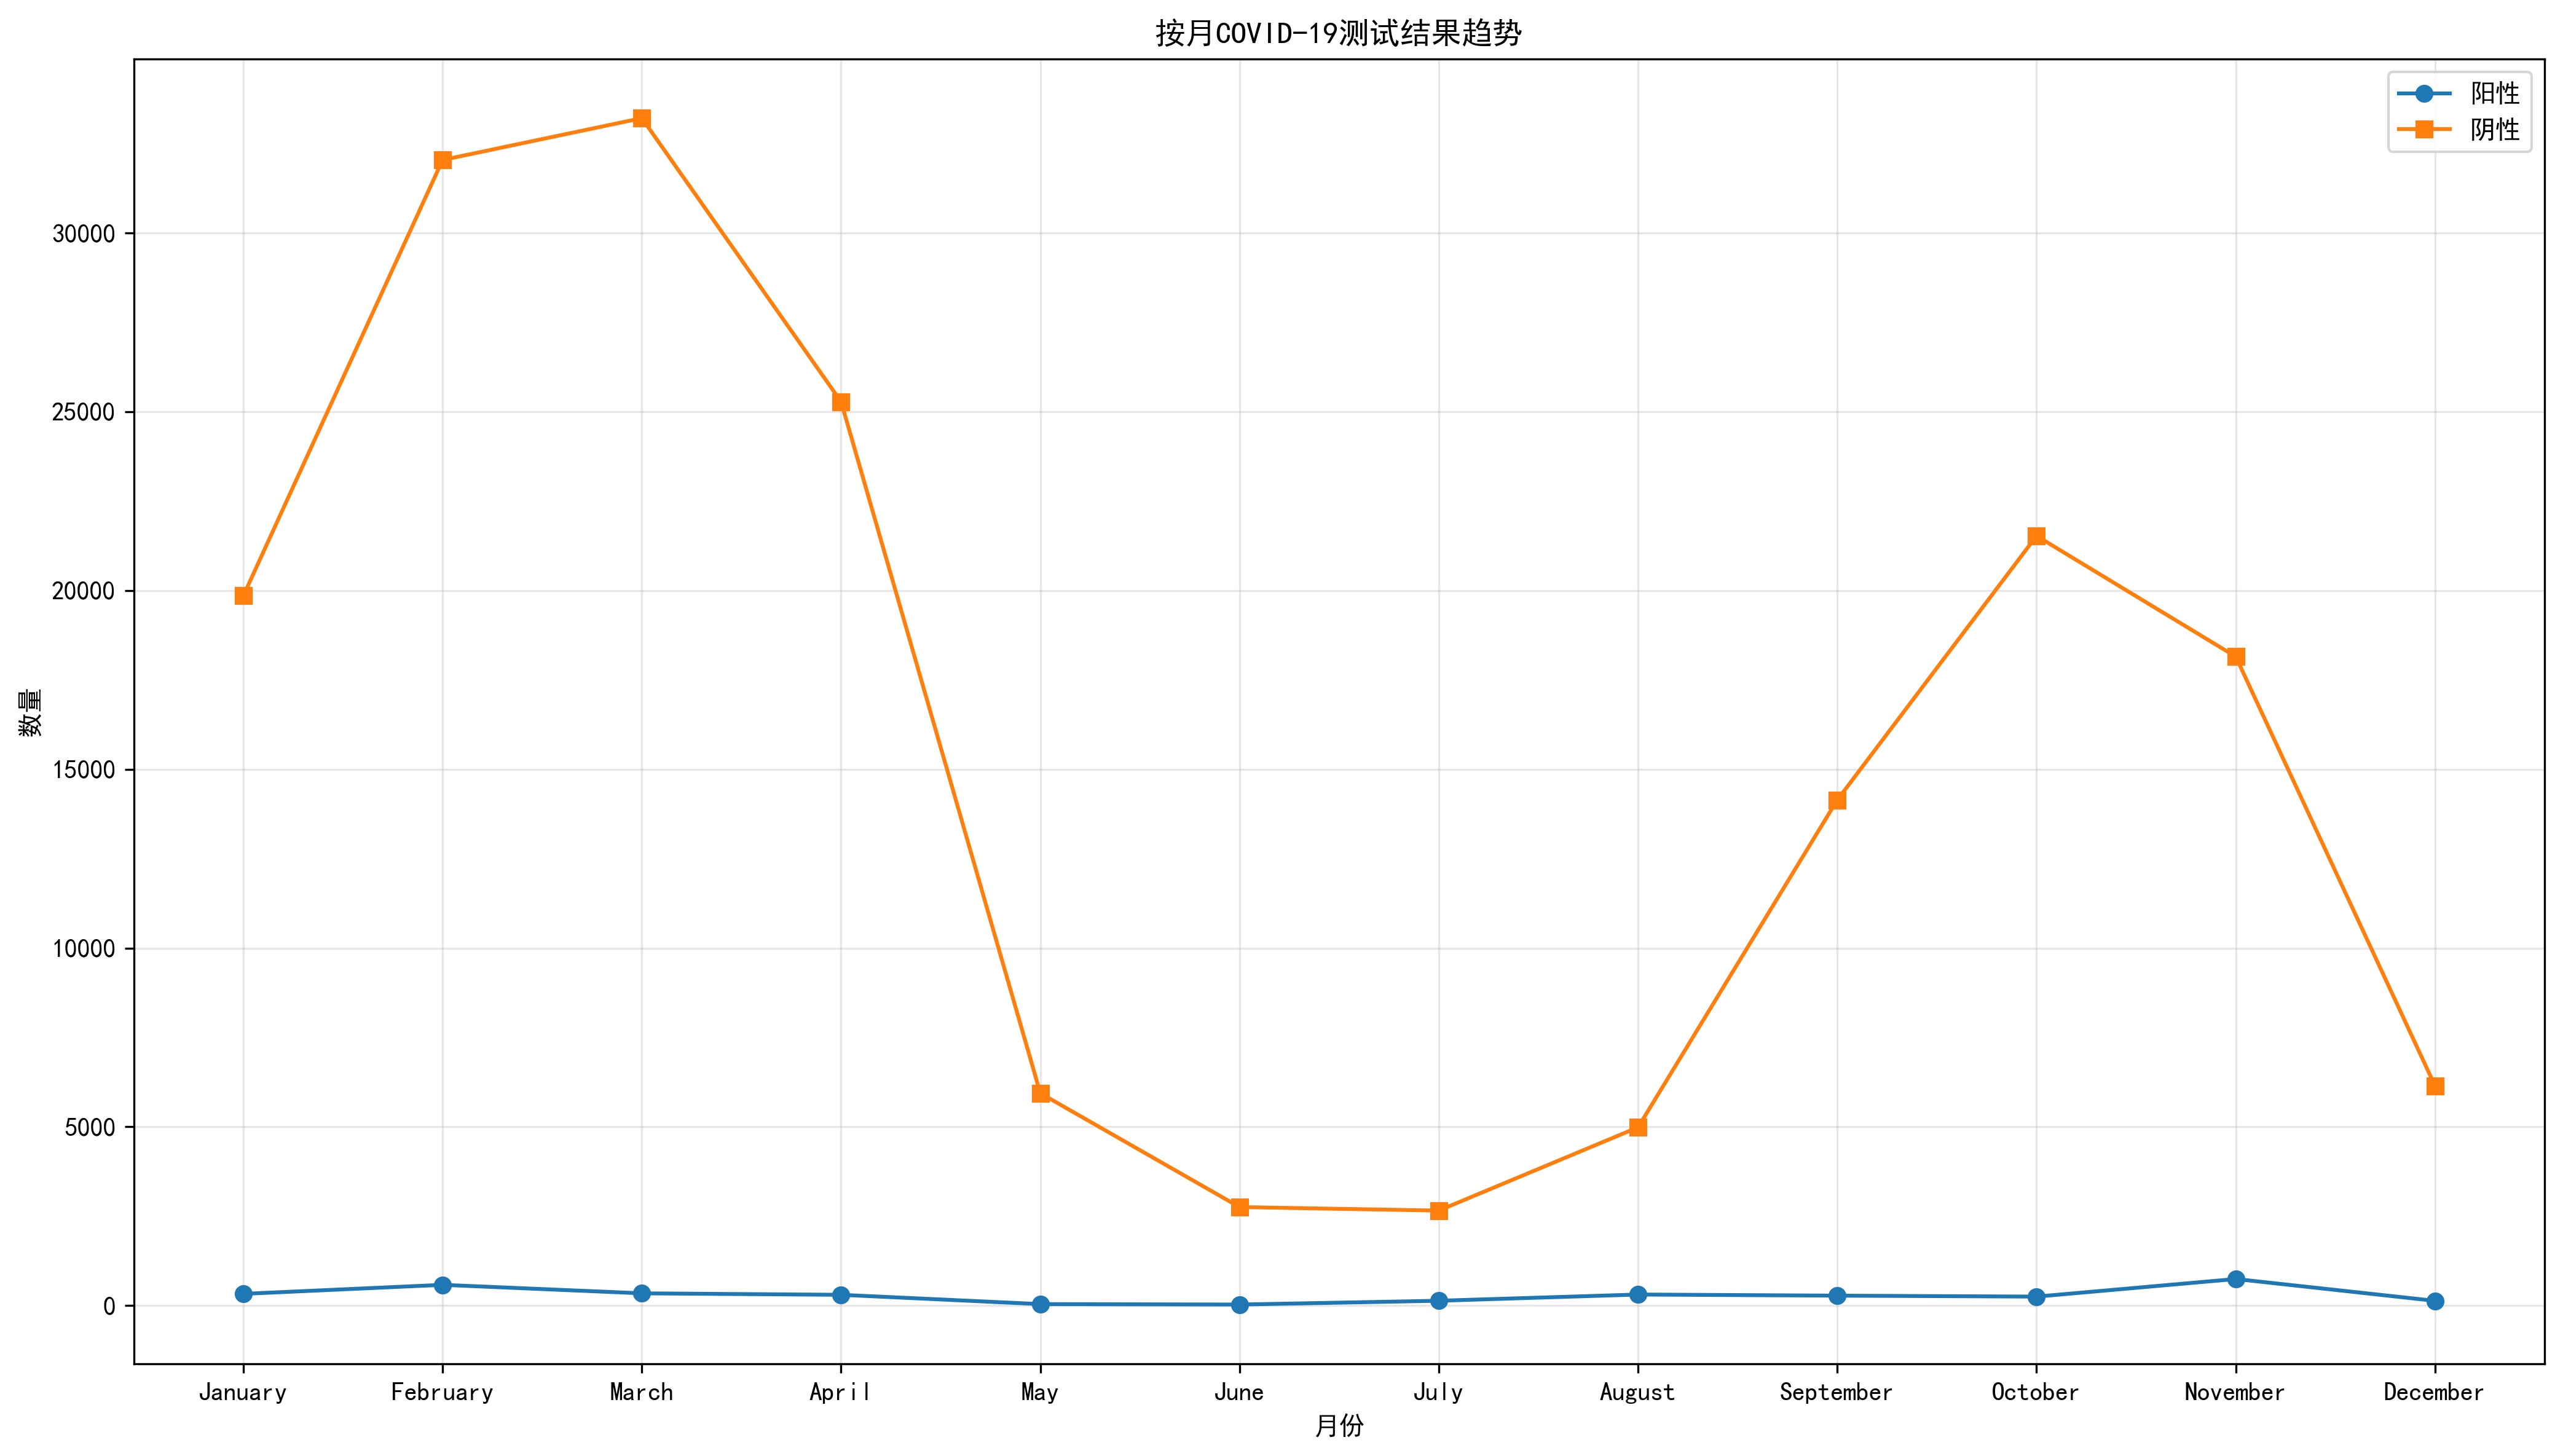 按月COVID-19测试结果趋势
阳性
阴性
30000
25000
20000
15000
10000
5000
0
数量
January February March April May June July August September October November December
月份